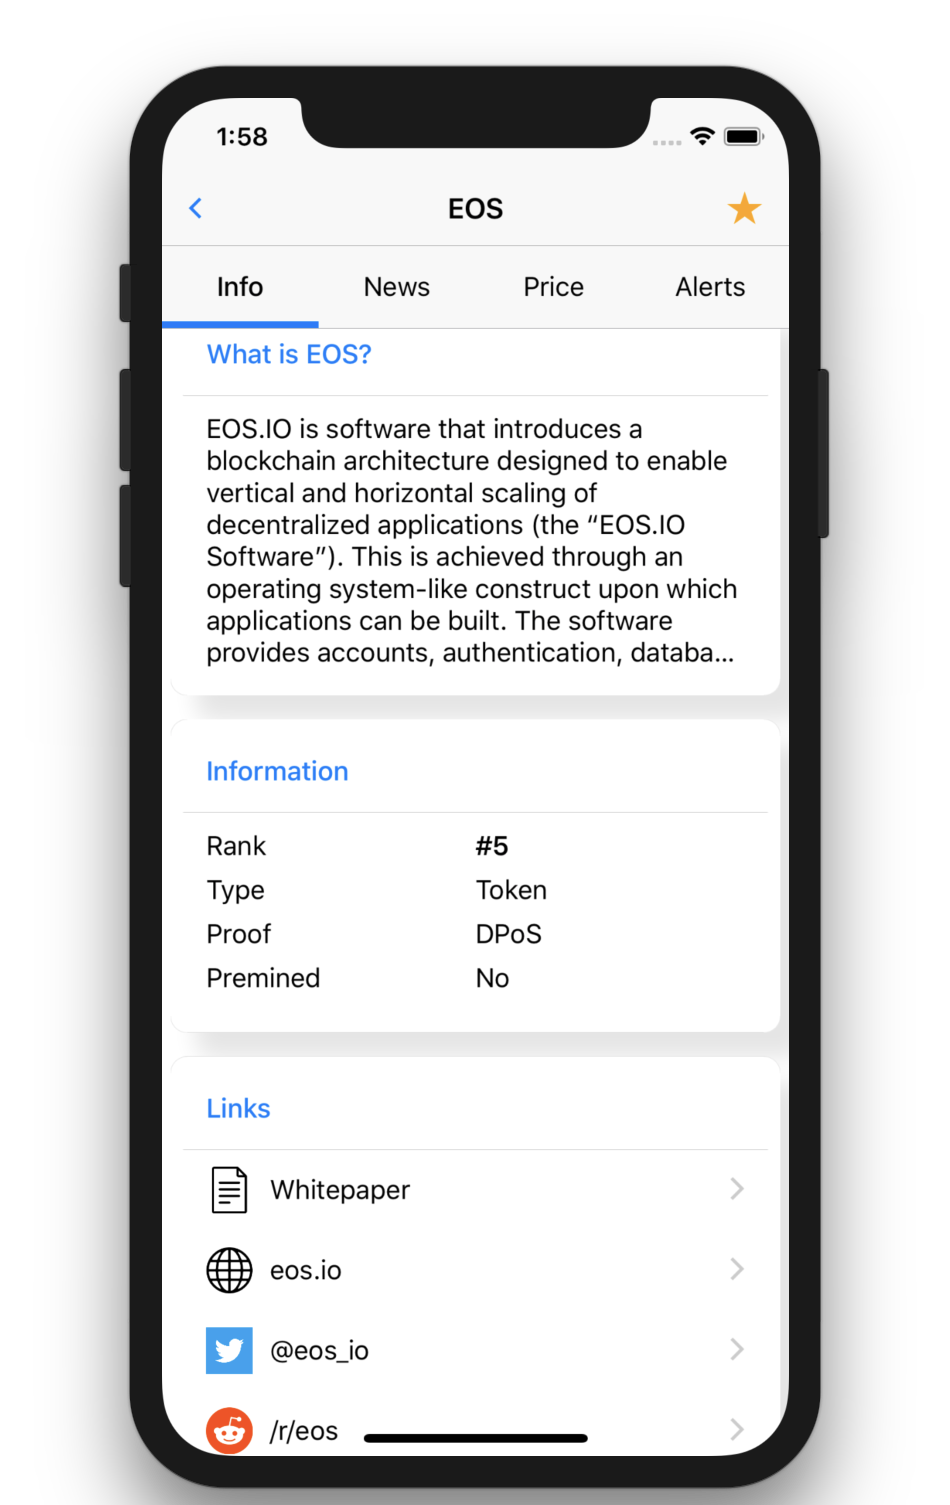 1:58
EOS
Info News Price Alerts
What is EOS?
EOS.IO is software that introduces a
blockchain architecture designed to enable
vertical and horizontal scaling of
decentralized applications (the “EOS.IO
Software”). This is achieved through an
operating system-like construct upon which
applications can be built. The software
provides accounts, authentication, databa...
Information
Rank #5
Type Token
Proof DPoS
Premined No
Links
Whitepaper
eos.io
@eos_io
/r/eos